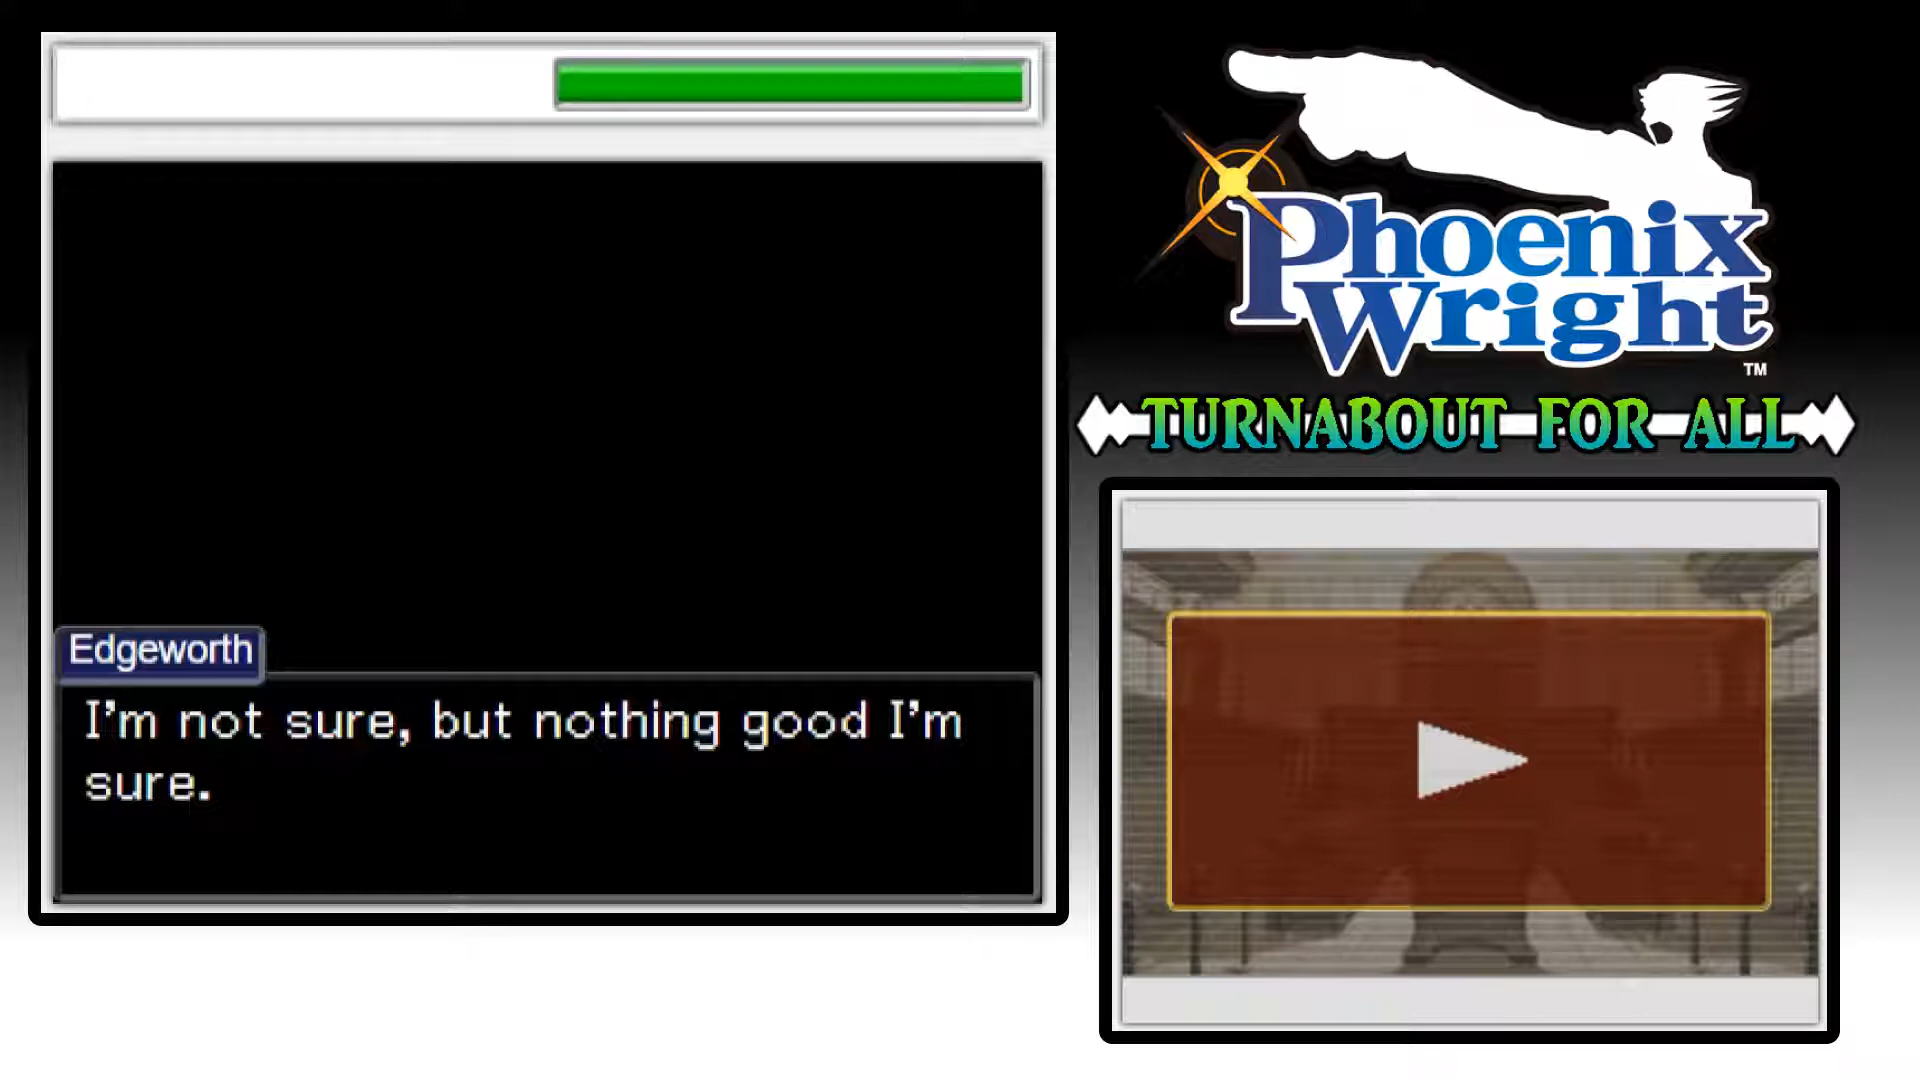 Phoenix
Wright
TM
TURNABOUT FOR ALL
Edgeworth
I'm not sure, but nothing good I'm
sure.